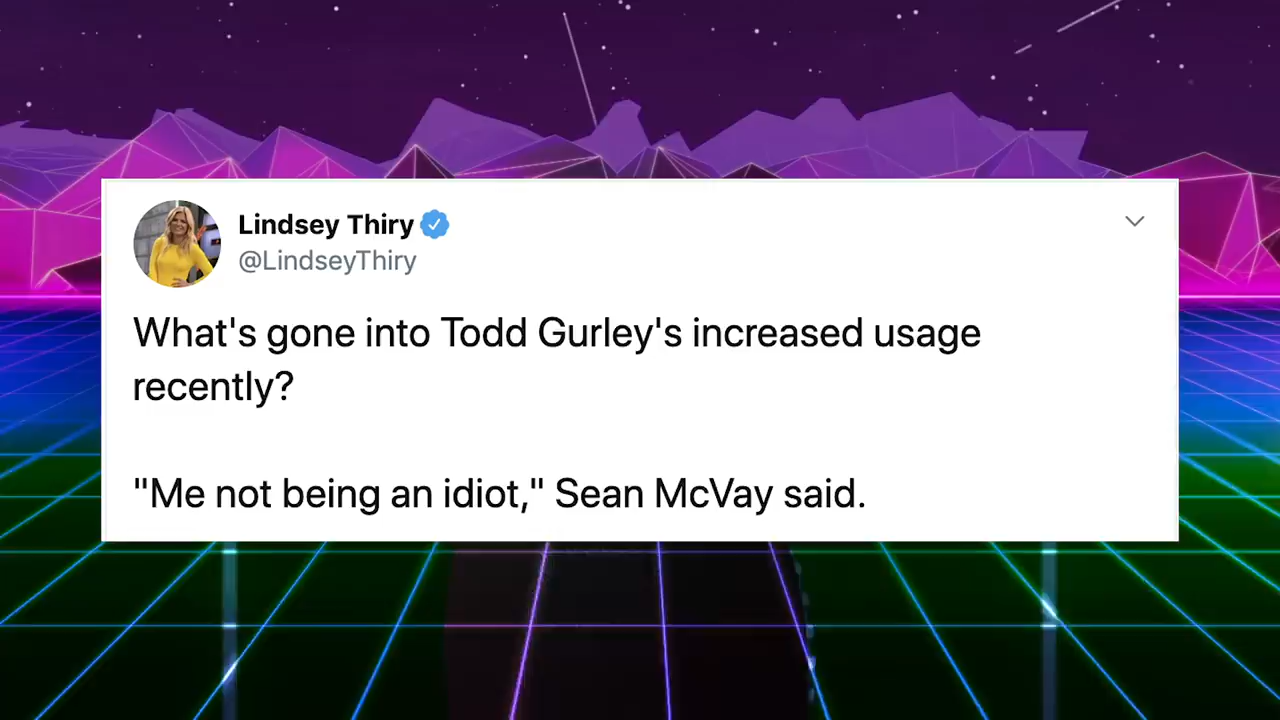 Lindsey Thiry
@LindseyThiry
What's gone into Todd Gurley's increased usage
recently?
"Me not being an idiot," Sean McVay said.